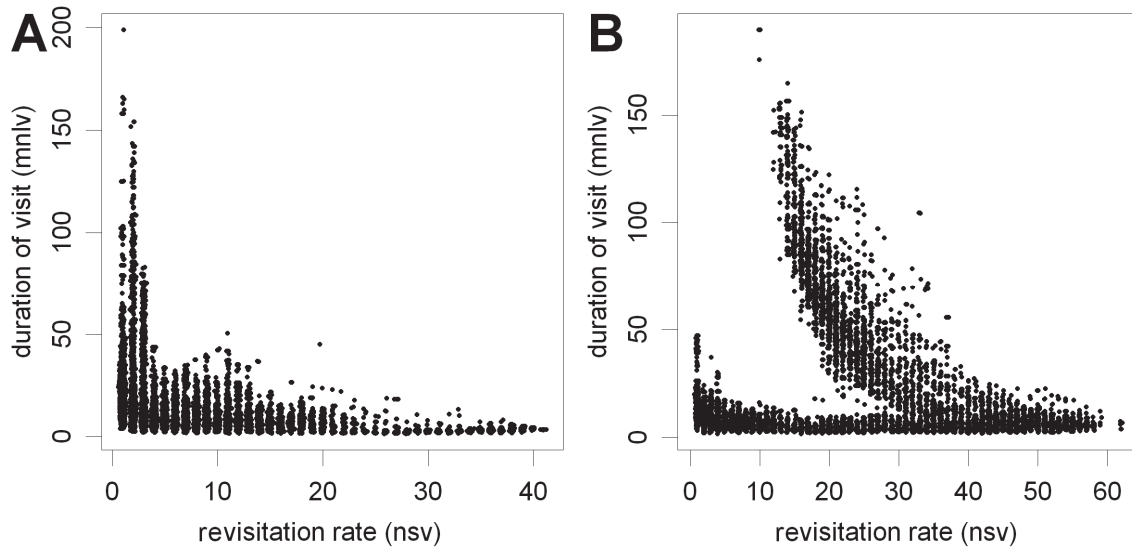 A
200
150
100
50
0
duration of visit (mnlv)
0 10 20 30 40
revisitation rate (nsv)
B
150
100
50
0
duration of visit (mnlv)
0 10 20 30 40 50 60
revisitation rate (nsv)